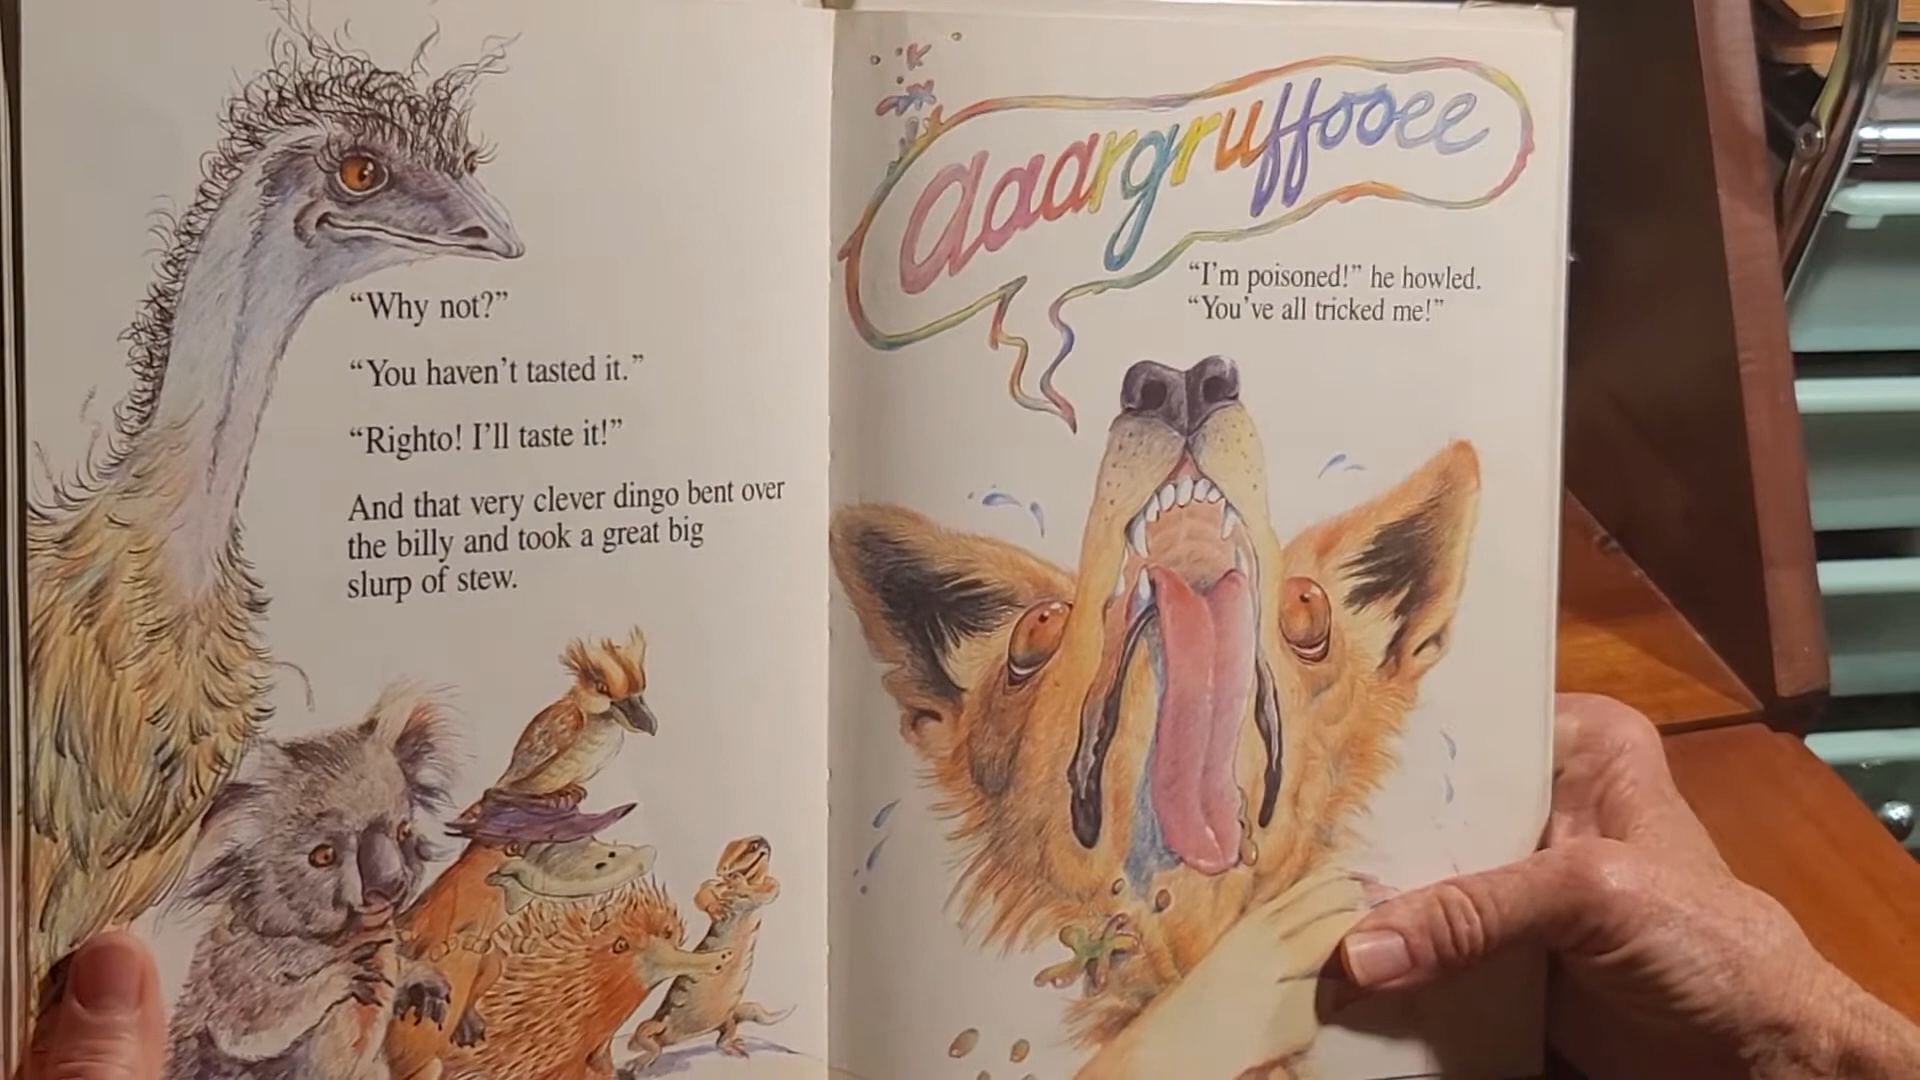 “Why not?”
“You haven’t tasted it.”
“Righto! I’ll taste it!”
And that very clever dingo bent over
the billy and took a great big
slurp of stew.
aaargruffooee
“I’m poisoned!” he howled.
“You’ve all tricked me!”